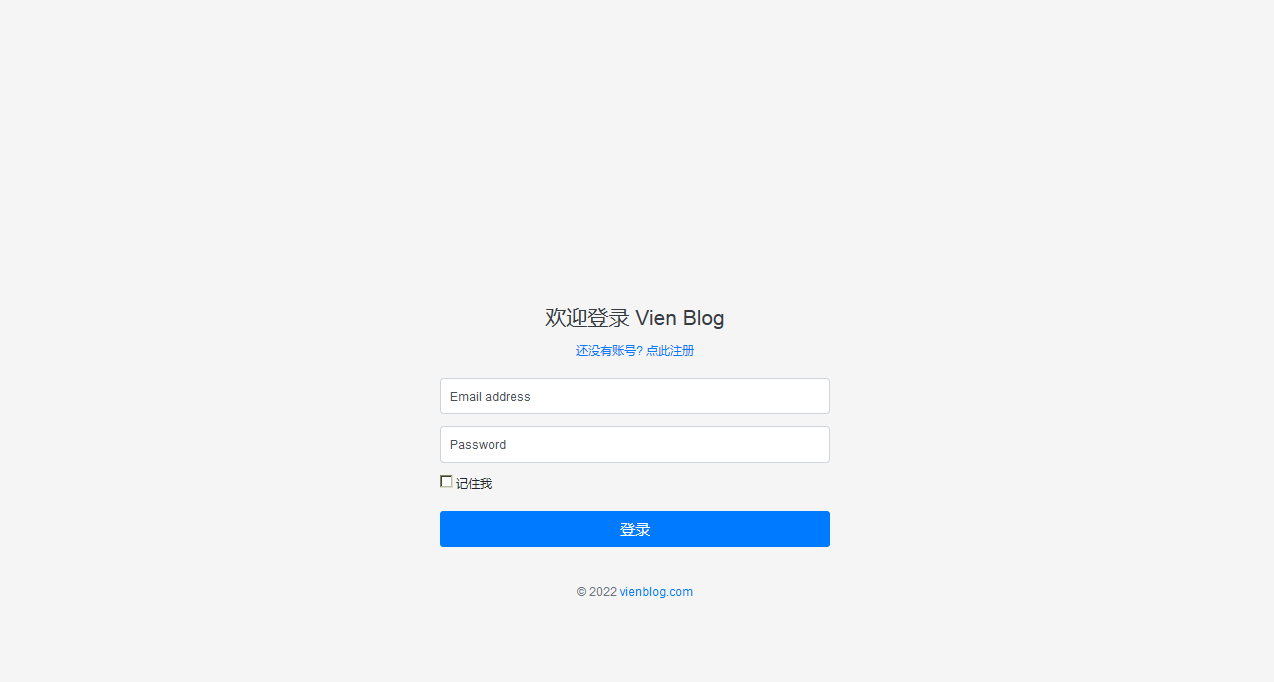 欢迎登录 Vien Blog
还没有账号? 点此注册
Email address
Password
记住我
登录
© 2022 vienblog.com